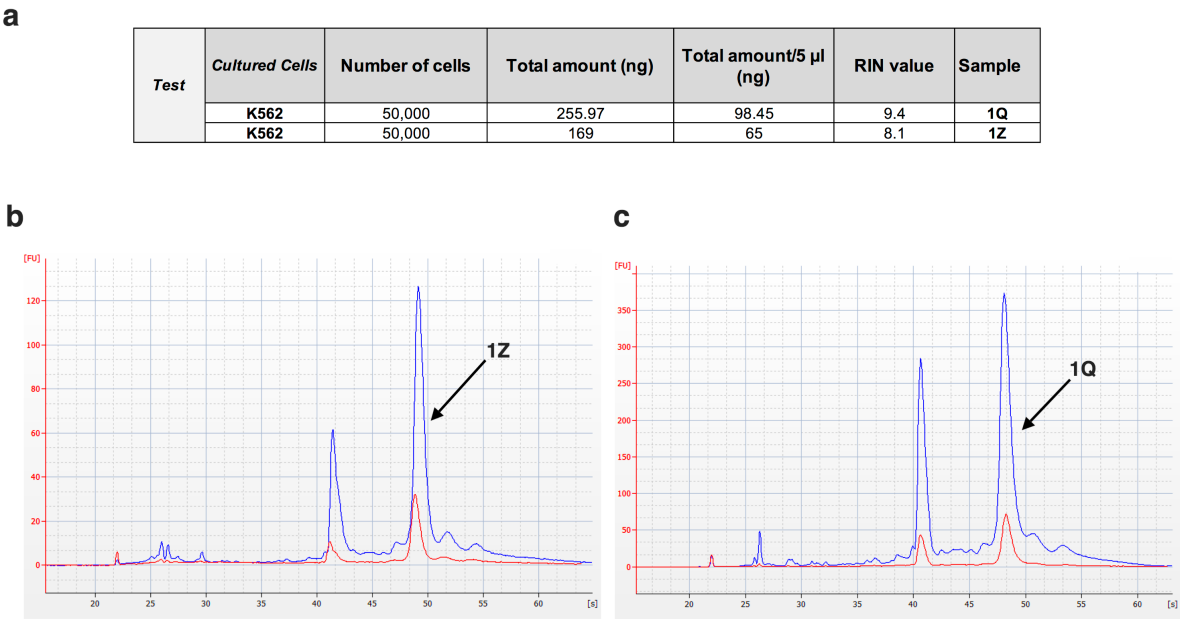 a
Test Cultured Cells Number of cells Total amount (ng) Total amount/5 µl (ng) RIN value Sample
K562 50,000 255.97 98.45 9.4 1Q
K562 50,000 169 65 8.1 1Z
b
[FU]
120
100
80
60
40
20
0
1Z
20 25 30 35 40 45 50 55 60 [s]
c
[FU]
350
300
250
200
150
100
50
0
1Q
20 25 30 35 40 45 50 55 60 [s]